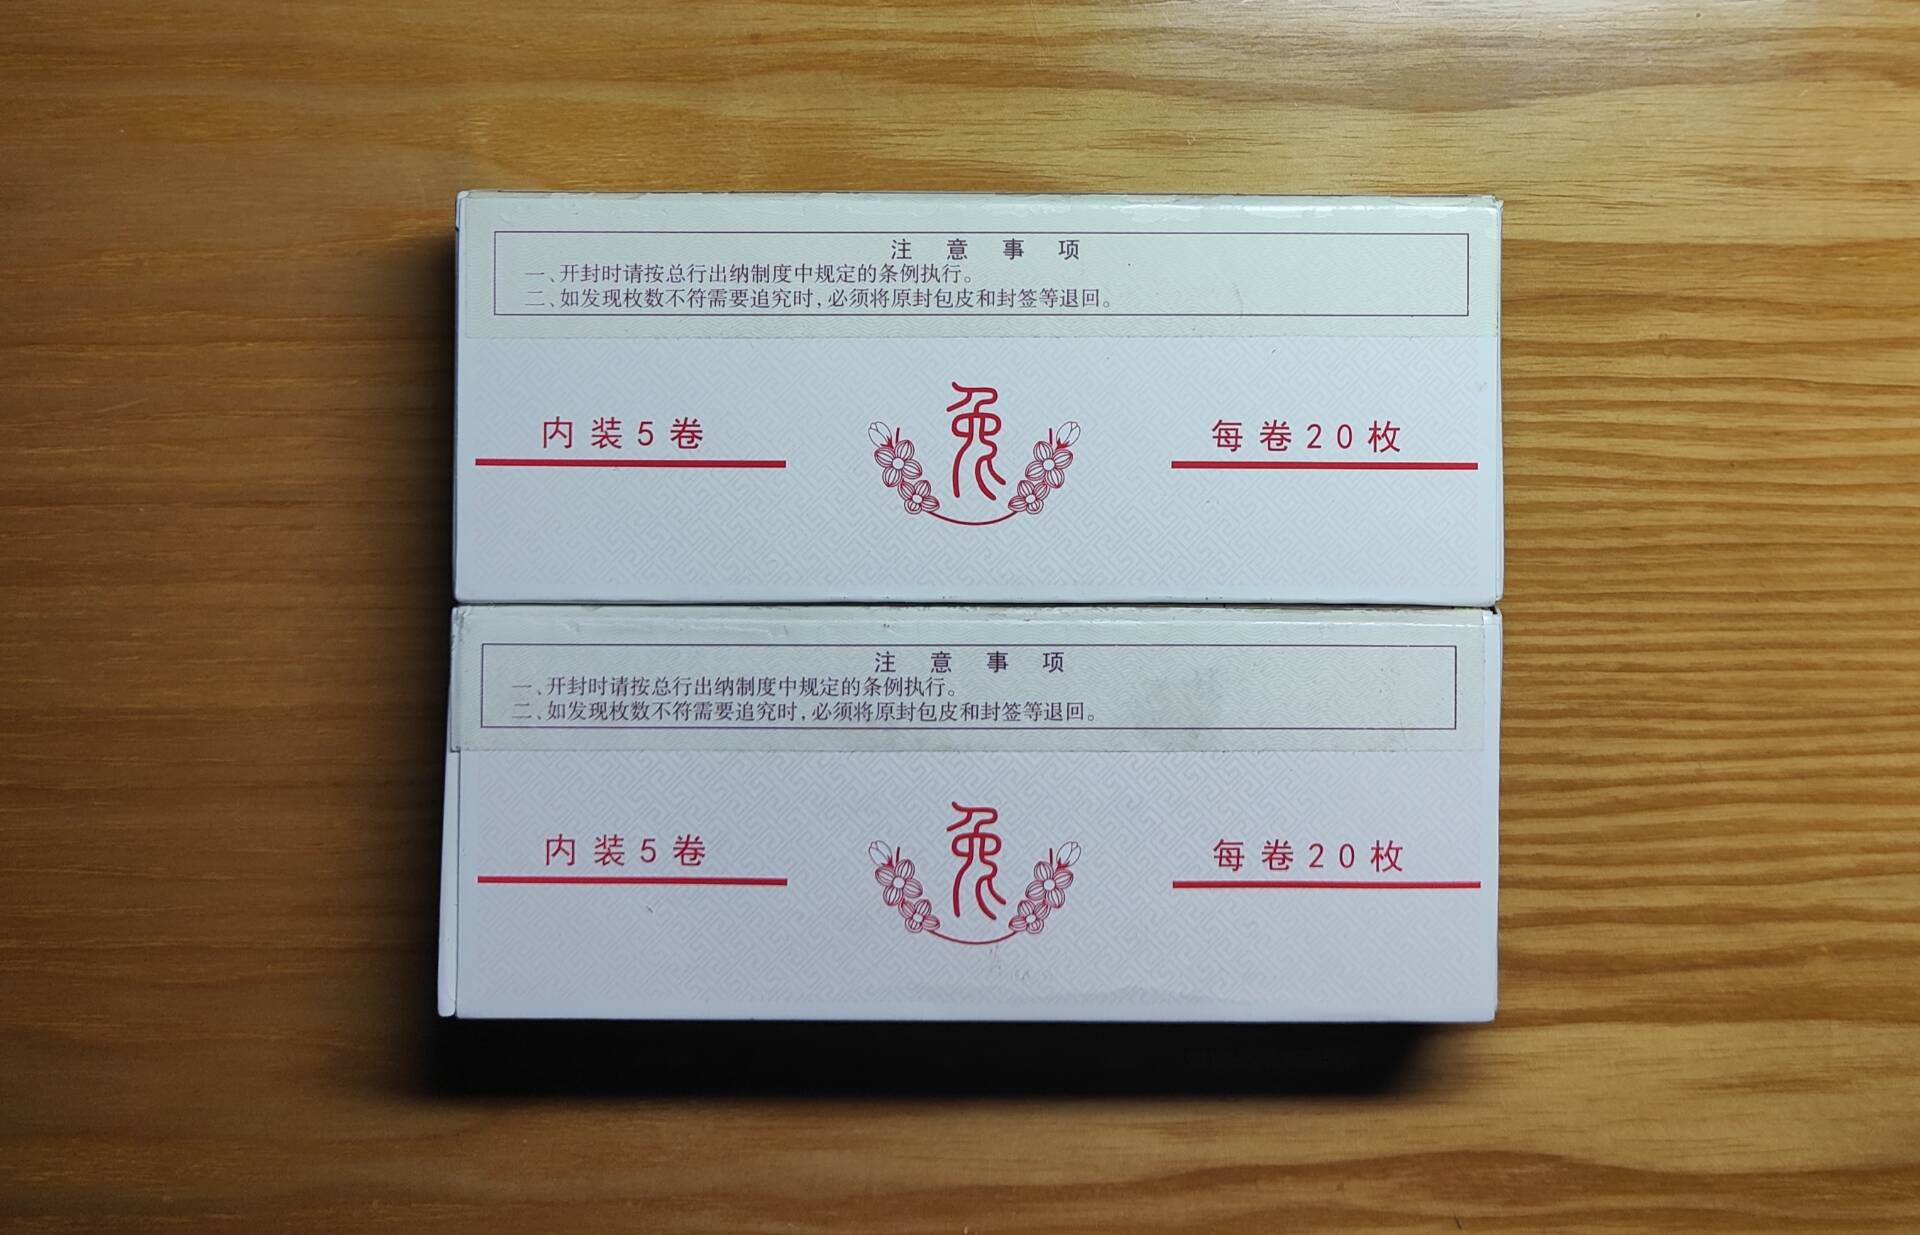 注意事项
一、开封时请按总行出纳制度中规定的条例执行。
二、如发现枚数不符需要追究时，必须将原封包皮和封签等退回。
内装5卷
兔
每卷20枚
注意事项
一、开封时请按总行出纳制度中规定的条例执行。
二、如发现枚数不符需要追究时，必须将原封包皮和封签等退回。
内装5卷
兔
每卷20枚